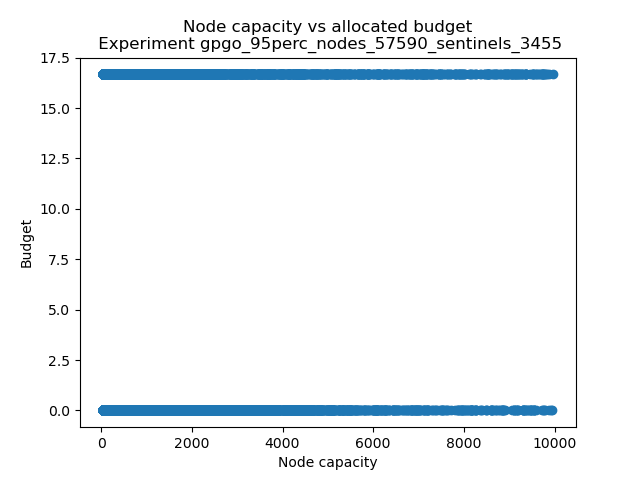 Node capacity vs allocated budget
Experiment gpgo_95perc_nodes_57590_sentinels_3455
17.5
15.0
12.5
10.0
7.5
5.0
2.5
0.0
Budget
0 2000 4000 6000 8000 10000
Node capacity